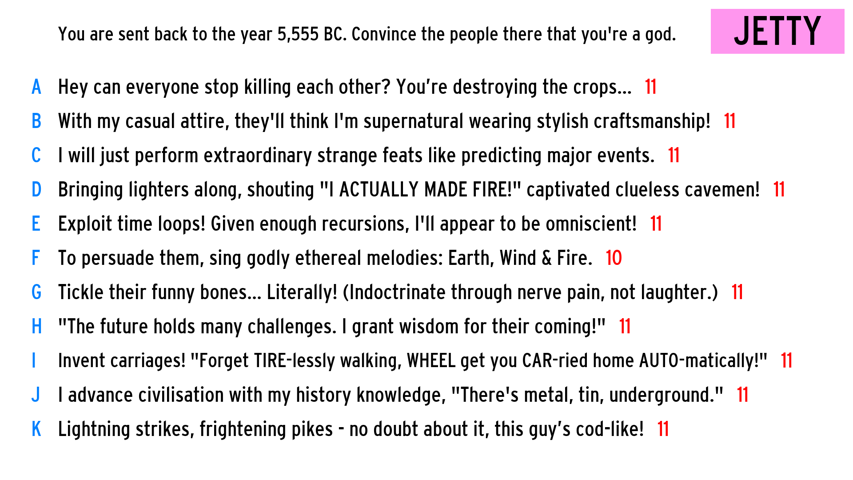 You are sent back to the year 5,555 BC. Convince the people there that you're a god.
JETTY
A Hey can everyone stop killing each other? You’re destroying the crops... 11
B With my casual attire, they'll think I'm supernatural wearing stylish craftsmanship! 11
C I will just perform extraordinary strange feats like predicting major events. 11
D Bringing lighters along, shouting "I ACTUALLY MADE FIRE!" captivated clueless cavemen! 11
E Exploit time loops! Given enough recursions, I'll appear to be omniscient! 11
F To persuade them, sing godly ethereal melodies: Earth, Wind & Fire. 10
G Tickle their funny bones... Literally! (Indoctrinate through nerve pain, not laughter.) 11
H "The future holds many challenges. I grant wisdom for their coming!" 11
I Invent carriages! "Forget TIRE-lessly walking, WHEEL get you CAR-ried home AUTO-matically!" 11
J I advance civilisation with my history knowledge, "There's metal, tin, underground." 11
K Lightning strikes, frightening pikes - no doubt about it, this guy’s cod-like! 11